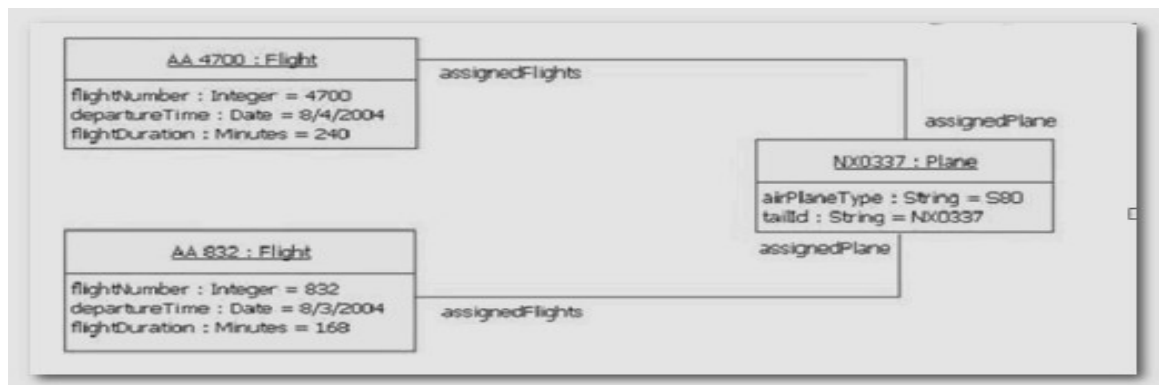 AA 4700 : Flight
flightNumber : Integer = 4700
departureTime : Date = 8/4/2004
flightDuration : Minutes = 240
assignedFlights
assignedPlane
NX0337 : Plane
airPlaneType : String = S80
tailId : String = NX0337
assignedPlane
AA 832 : Flight
flightNumber : Integer = 832
departureTime : Date = 8/3/2004
flightDuration : Minutes = 168
assignedFlights